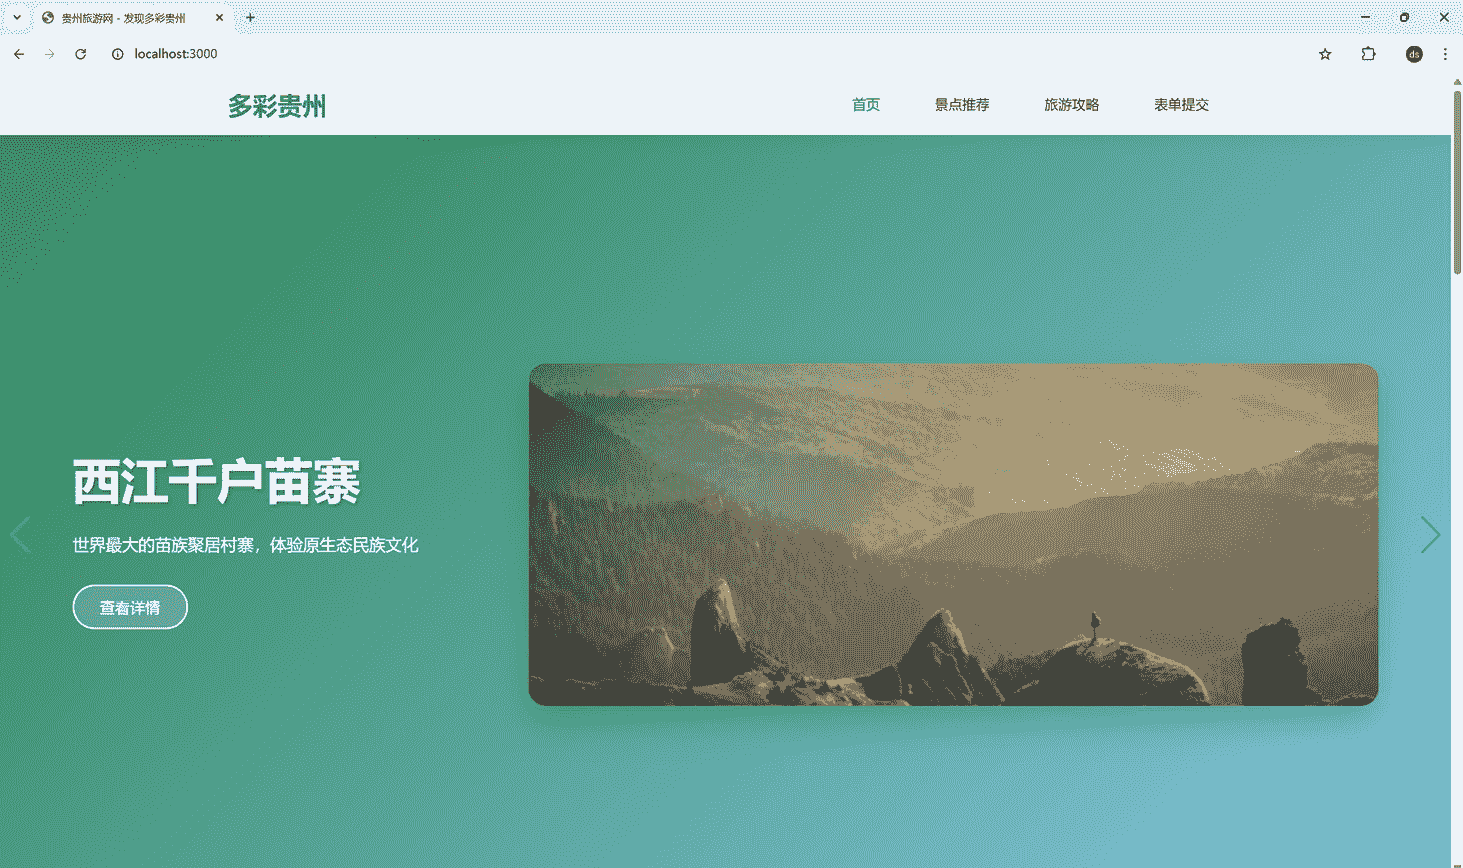 贵州旅游网 - 发现多彩贵州
localhost:3000
ds
多彩贵州
首页
景点推荐
旅游攻略
表单提交
西江千户苗寨
世界最大的苗族聚居村寨，体验原生态民族文化
查看详情